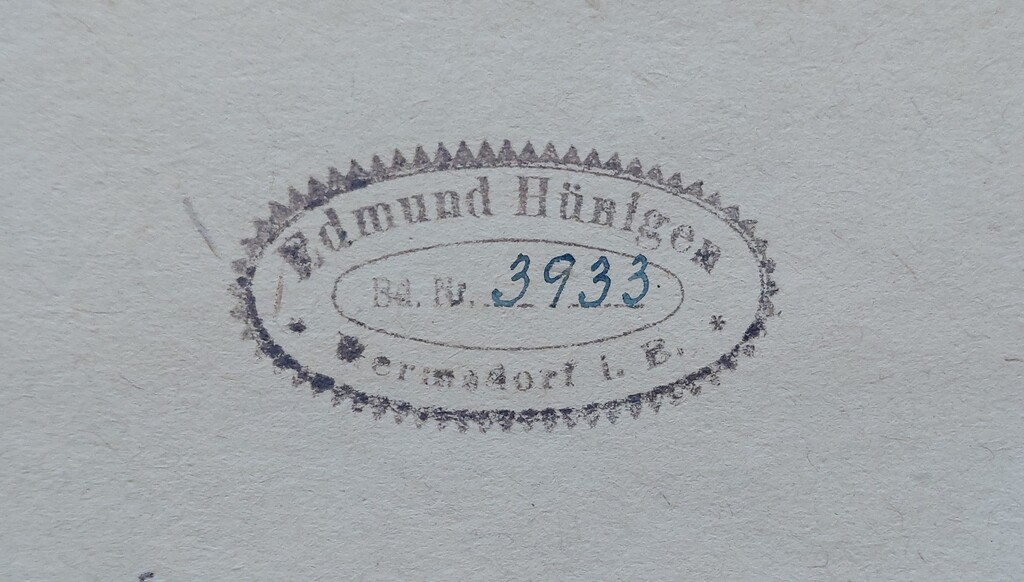 Edmund Hünigen
Bd. Nr. 3933
* Hermsdorf i. E. *